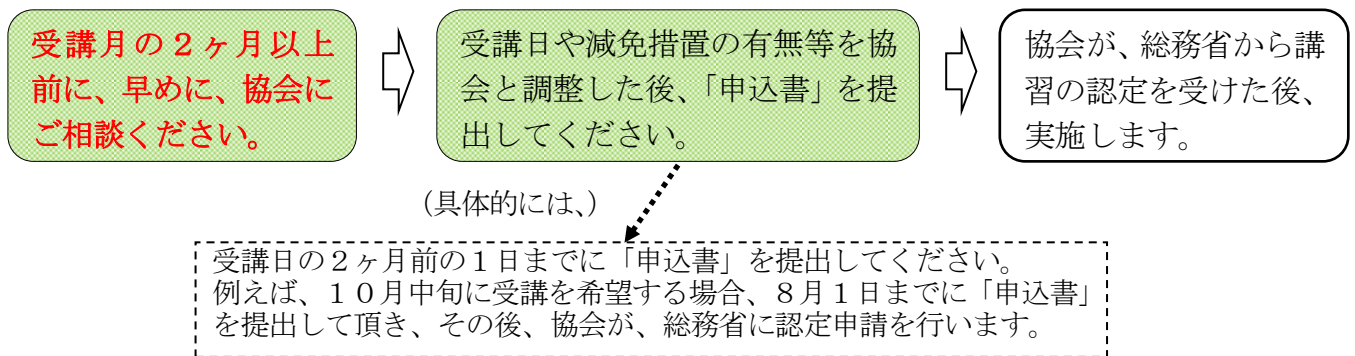 受講月の２ヶ月以上
前に、早めに、協会に
ご相談ください。
受講日や減免措置の有無等を協
会と調整した後、「申込書」を提
出してください。
協会が、総務省から講
習の認定を受けた後、
実施します。
（具体的には、）
受講日の２ヶ月前の１日までに「申込書」を提出してください。
例えば、１０月中旬に受講を希望する場合、８月１日までに「申込書」
を提出して頂き、その後、協会が、総務省に認定申請を行います。